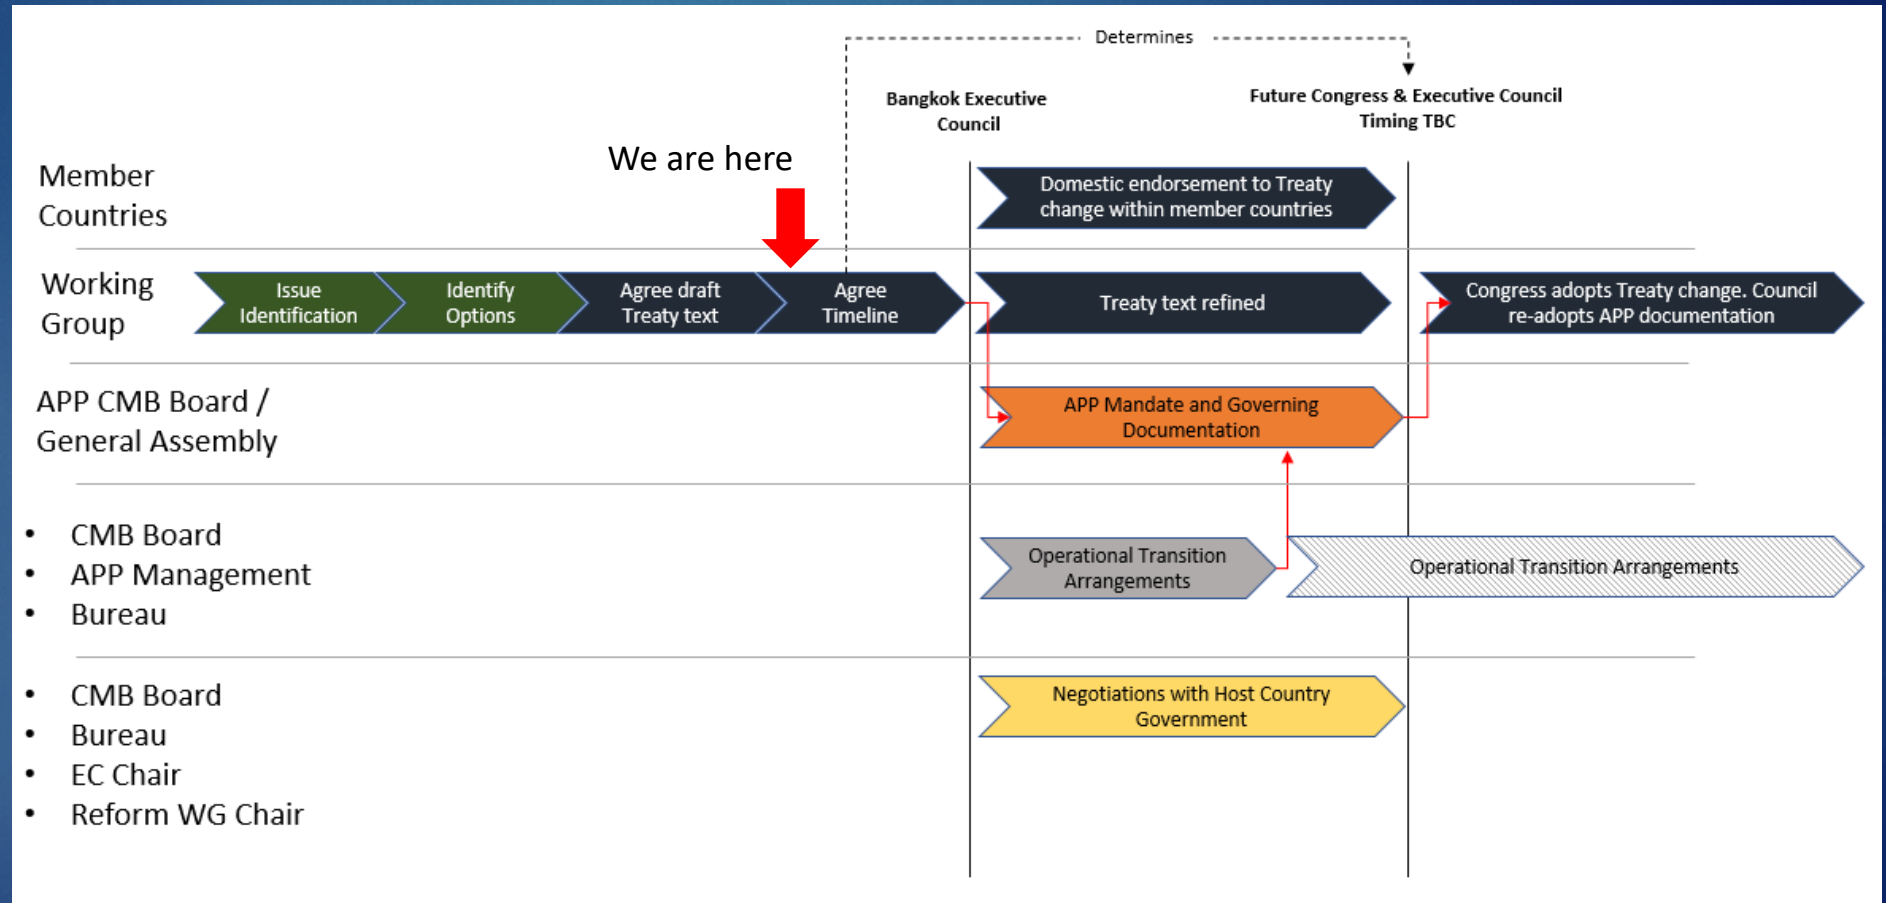 Determines
Bangkok Executive
Council
Future Congress & Executive Council
Timing TBC
We are here
Member
Countries
Domestic endorsement to Treaty
change within member countries
Working
Group
Issue
Identification
Identify
Options
Agree draft
Treaty text
Agree
Timeline
Treaty text refined
Congress adopts Treaty change. Council
re-adopts APP documentation
APP CMB Board /
General Assembly
APP Mandate and Governing
Documentation
• CMB Board
• APP Management
• Bureau
Operational Transition
Arrangements
Operational Transition Arrangements
• CMB Board
• Bureau
• EC Chair
• Reform WG Chair
Negotiations with Host Country
Government